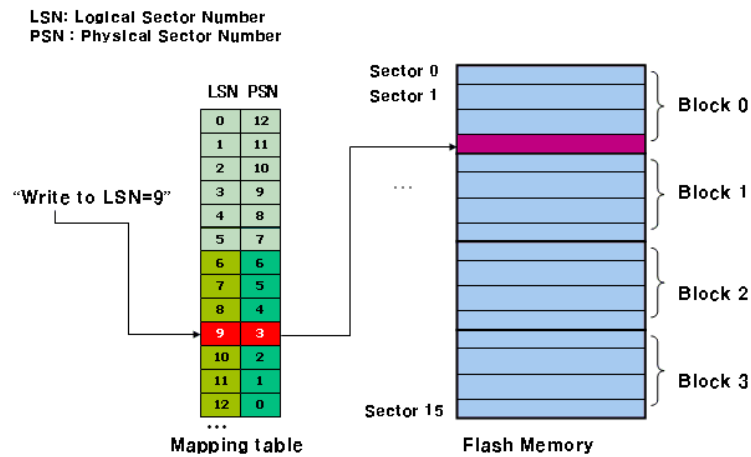 LSN: Logical Sector Number
PSN : Physical Sector Number
LSN PSN
0 12
1 11
2 10
3 9
4 8
5 7
6 6
7 5
8 4
9 3
10 2
11 1
12 0
...
Mapping table
“Write to LSN=9”
Sector 0
Sector 1
...
Sector 15
Block 0
Block 1
Block 2
Block 3
Flash Memory